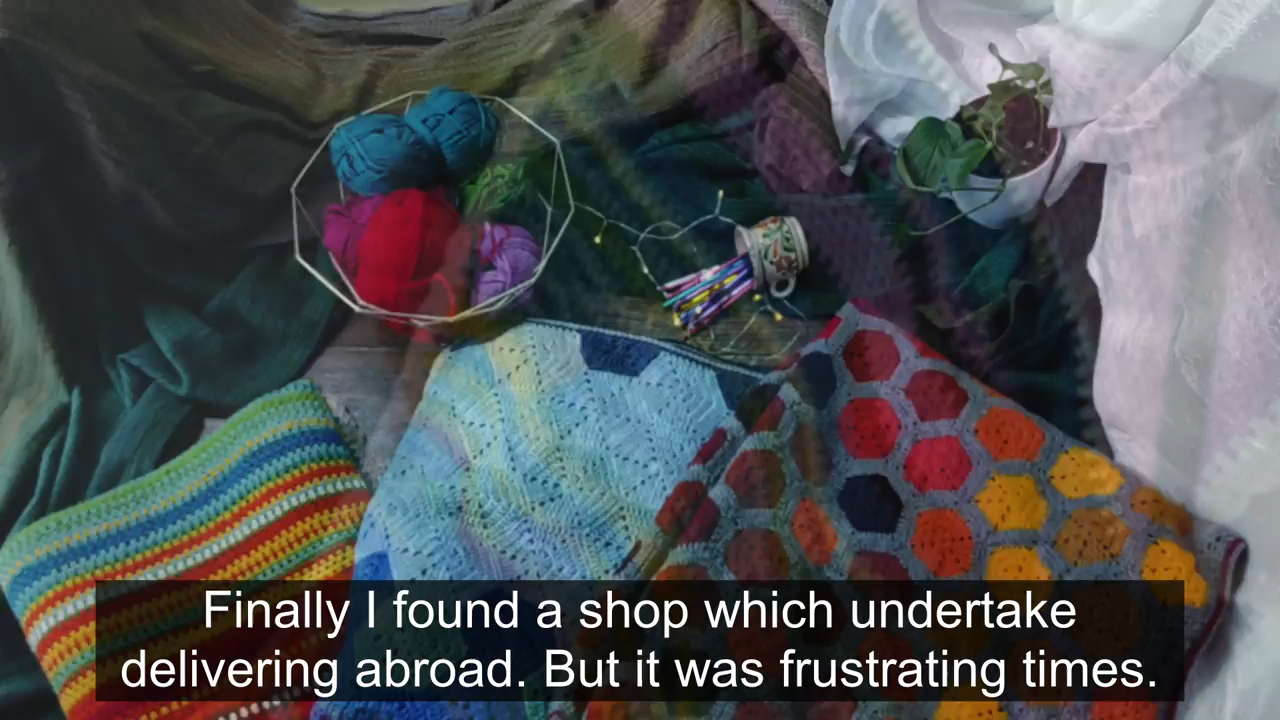 Finally I found a shop which undertake
delivering abroad. But it was frustrating times.